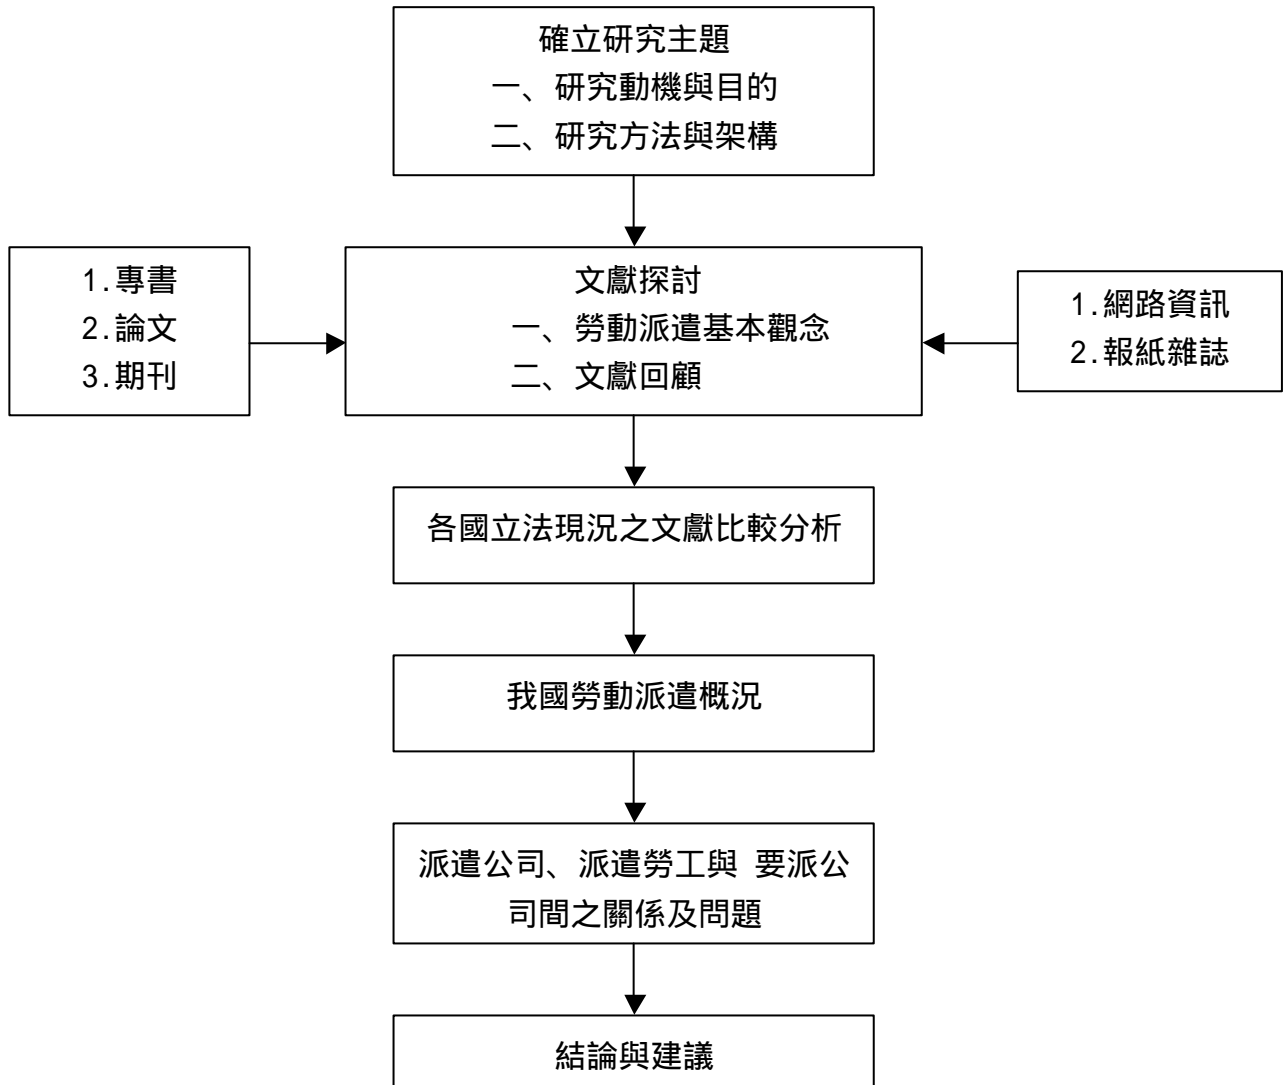 確立研究主題
一、研究動機與目的
二、研究方法與架構
1.專書
2.論文
3.期刊
文獻探討
一、勞動派遣基本觀念
二、文獻回顧
1.網路資訊
2.報紙雜誌
各國立法現況之文獻比較分析
我國勞動派遣概況
派遣公司、派遣勞工與 要派公
司間之關係及問題
結論與建議